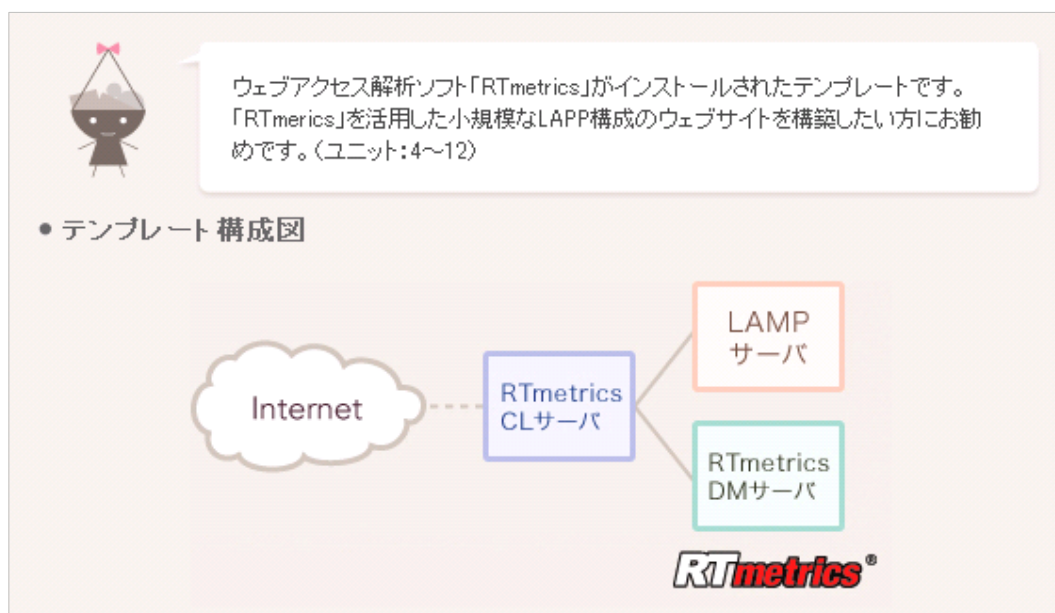 ウェブアクセス解析ソフト「RTmetrics」がインストールされたテンプレートです。
「RTmerics」を活用した小規模なLAPP構成のウェブサイトを構築したい方にお勧
めです。(ユニット:4~12)
● テンプレート構成図
LAMP
サーバ
Internet
RTmetrics
CLサーバ
RTmetrics
DMサーバ
RTmetrics®